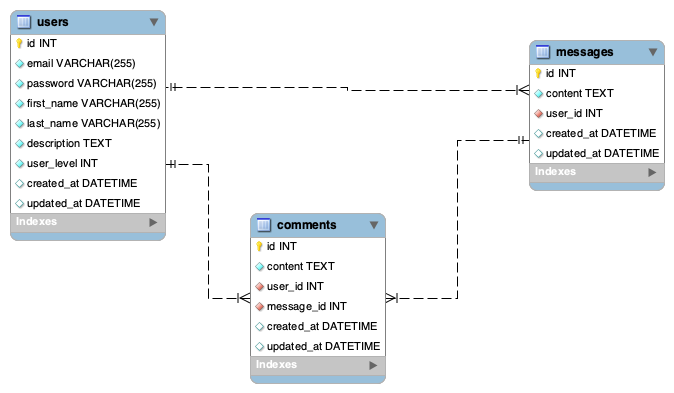 users
id INT
email VARCHAR(255)
password VARCHAR(255)
first_name VARCHAR(255)
last_name VARCHAR(255)
description TEXT
user_level INT
created_at DATETIME
updated_at DATETIME
Indexes
messages
id INT
content TEXT
user_id INT
created_at DATETIME
updated_at DATETIME
Indexes
comments
id INT
content TEXT
user_id INT
message_id INT
created_at DATETIME
updated_at DATETIME
Indexes